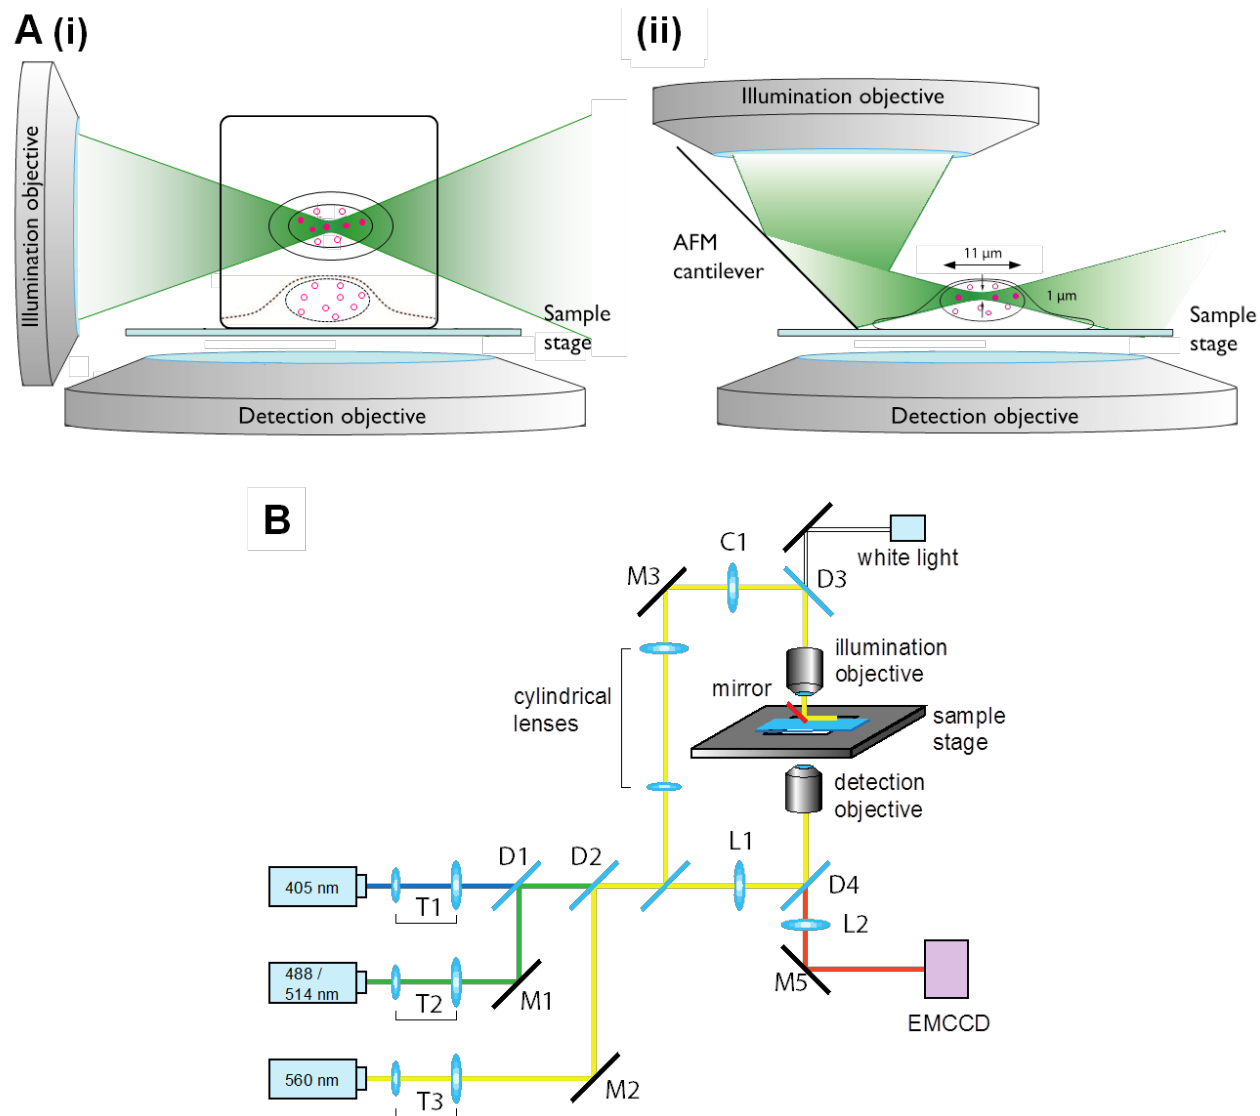 A (i)
(ii)
Illumination objective
Sample
stage
Detection objective
Illumination objective
AFM
cantilever
11 µm
1 µm
Sample
stage
Detection objective
B
white light
C1
D3
M3
illumination
objective
mirror
cylindrical
lenses
sample
stage
detection
objective
L1
D1
D2
D4
405 nm
T1
L2
488 /
514 nm
T2
M1
M5
EMCCD
560 nm
T3
M2